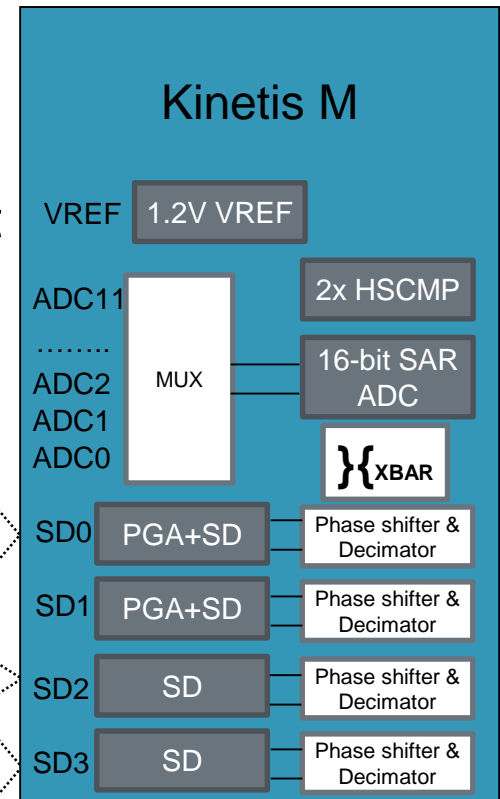 Kinetis M
VREF
1.2V VREF
ADC11
........
ADC2
ADC1
ADC0
MUX
2x HSCMP
16-bit SAR
ADC
}{XBAR
SD0
PGA+SD
Phase shifter &
Decimator
SD1
PGA+SD
Phase shifter &
Decimator
SD2
SD
Phase shifter &
Decimator
SD3
SD
Phase shifter &
Decimator